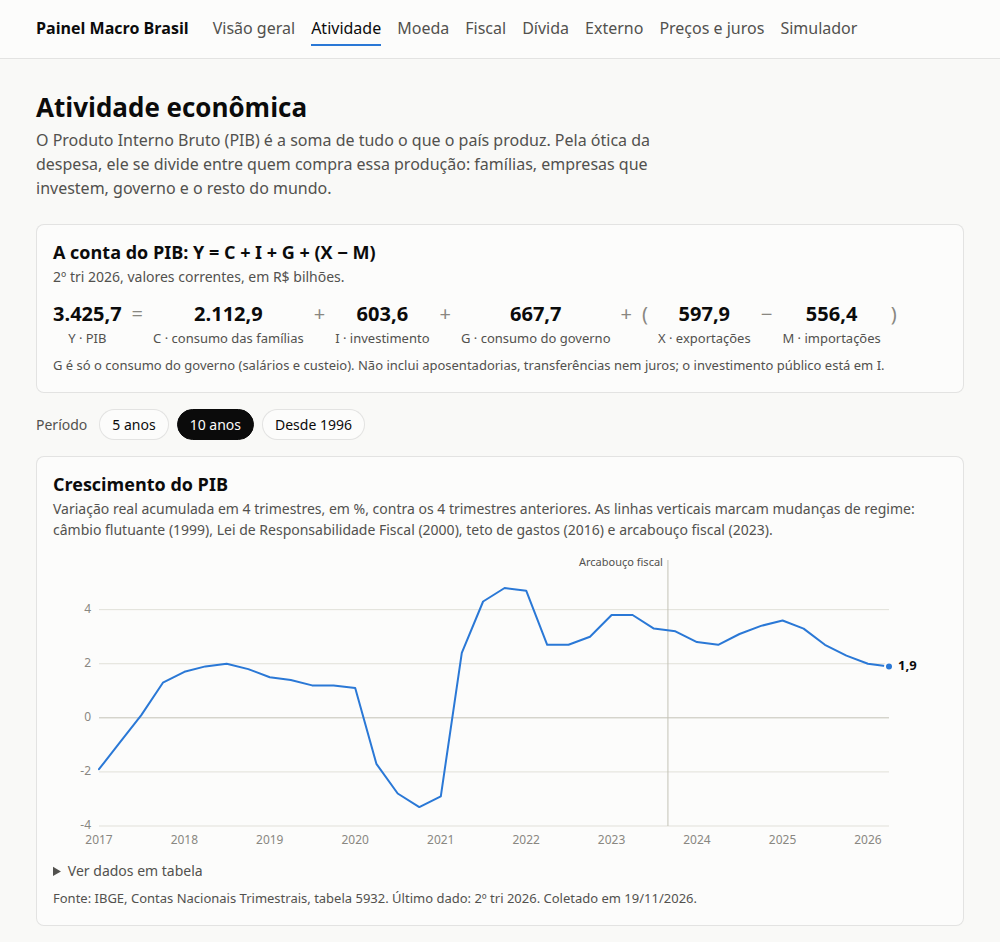 Painel Macro Brasil Visão geral Atividade Moeda Fiscal Dívida Externo Preços e juros Simulador
Atividade econômica
O Produto Interno Bruto (PIB) é a soma de tudo o que o país produz. Pela ótica da
despesa, ele se divide entre quem compra essa produção: famílias, empresas que
investem, governo e o resto do mundo.
A conta do PIB: Y = C + I + G + (X − M)
2º tri 2026, valores correntes, em R$ bilhões.
3.425,7 = 2.112,9 + 603,6 + 667,7 + ( 597,9 − 556,4 )
Y · PIB C · consumo das famílias I · investimento G · consumo do governo X · exportações M · importações
G é só o consumo do governo (salários e custeio). Não inclui aposentadorias, transferências nem juros; o investimento público está em I.
Período 5 anos 10 anos Desde 1996
Crescimento do PIB
Variação real acumulada em 4 trimestres, em %, contra os 4 trimestres anteriores. As linhas verticais marcam mudanças de regime:
câmbio flutuante (1999), Lei de Responsabilidade Fiscal (2000), teto de gastos (2016) e arcabouço fiscal (2023).
Arcabouço fiscal
4
2
1,9
0
-2
-4
2017 2018 2019 2020 2021 2022 2023 2024 2025 2026
▶ Ver dados em tabela
Fonte: IBGE, Contas Nacionais Trimestrais, tabela 5932. Último dado: 2º tri 2026. Coletado em 19/11/2026.